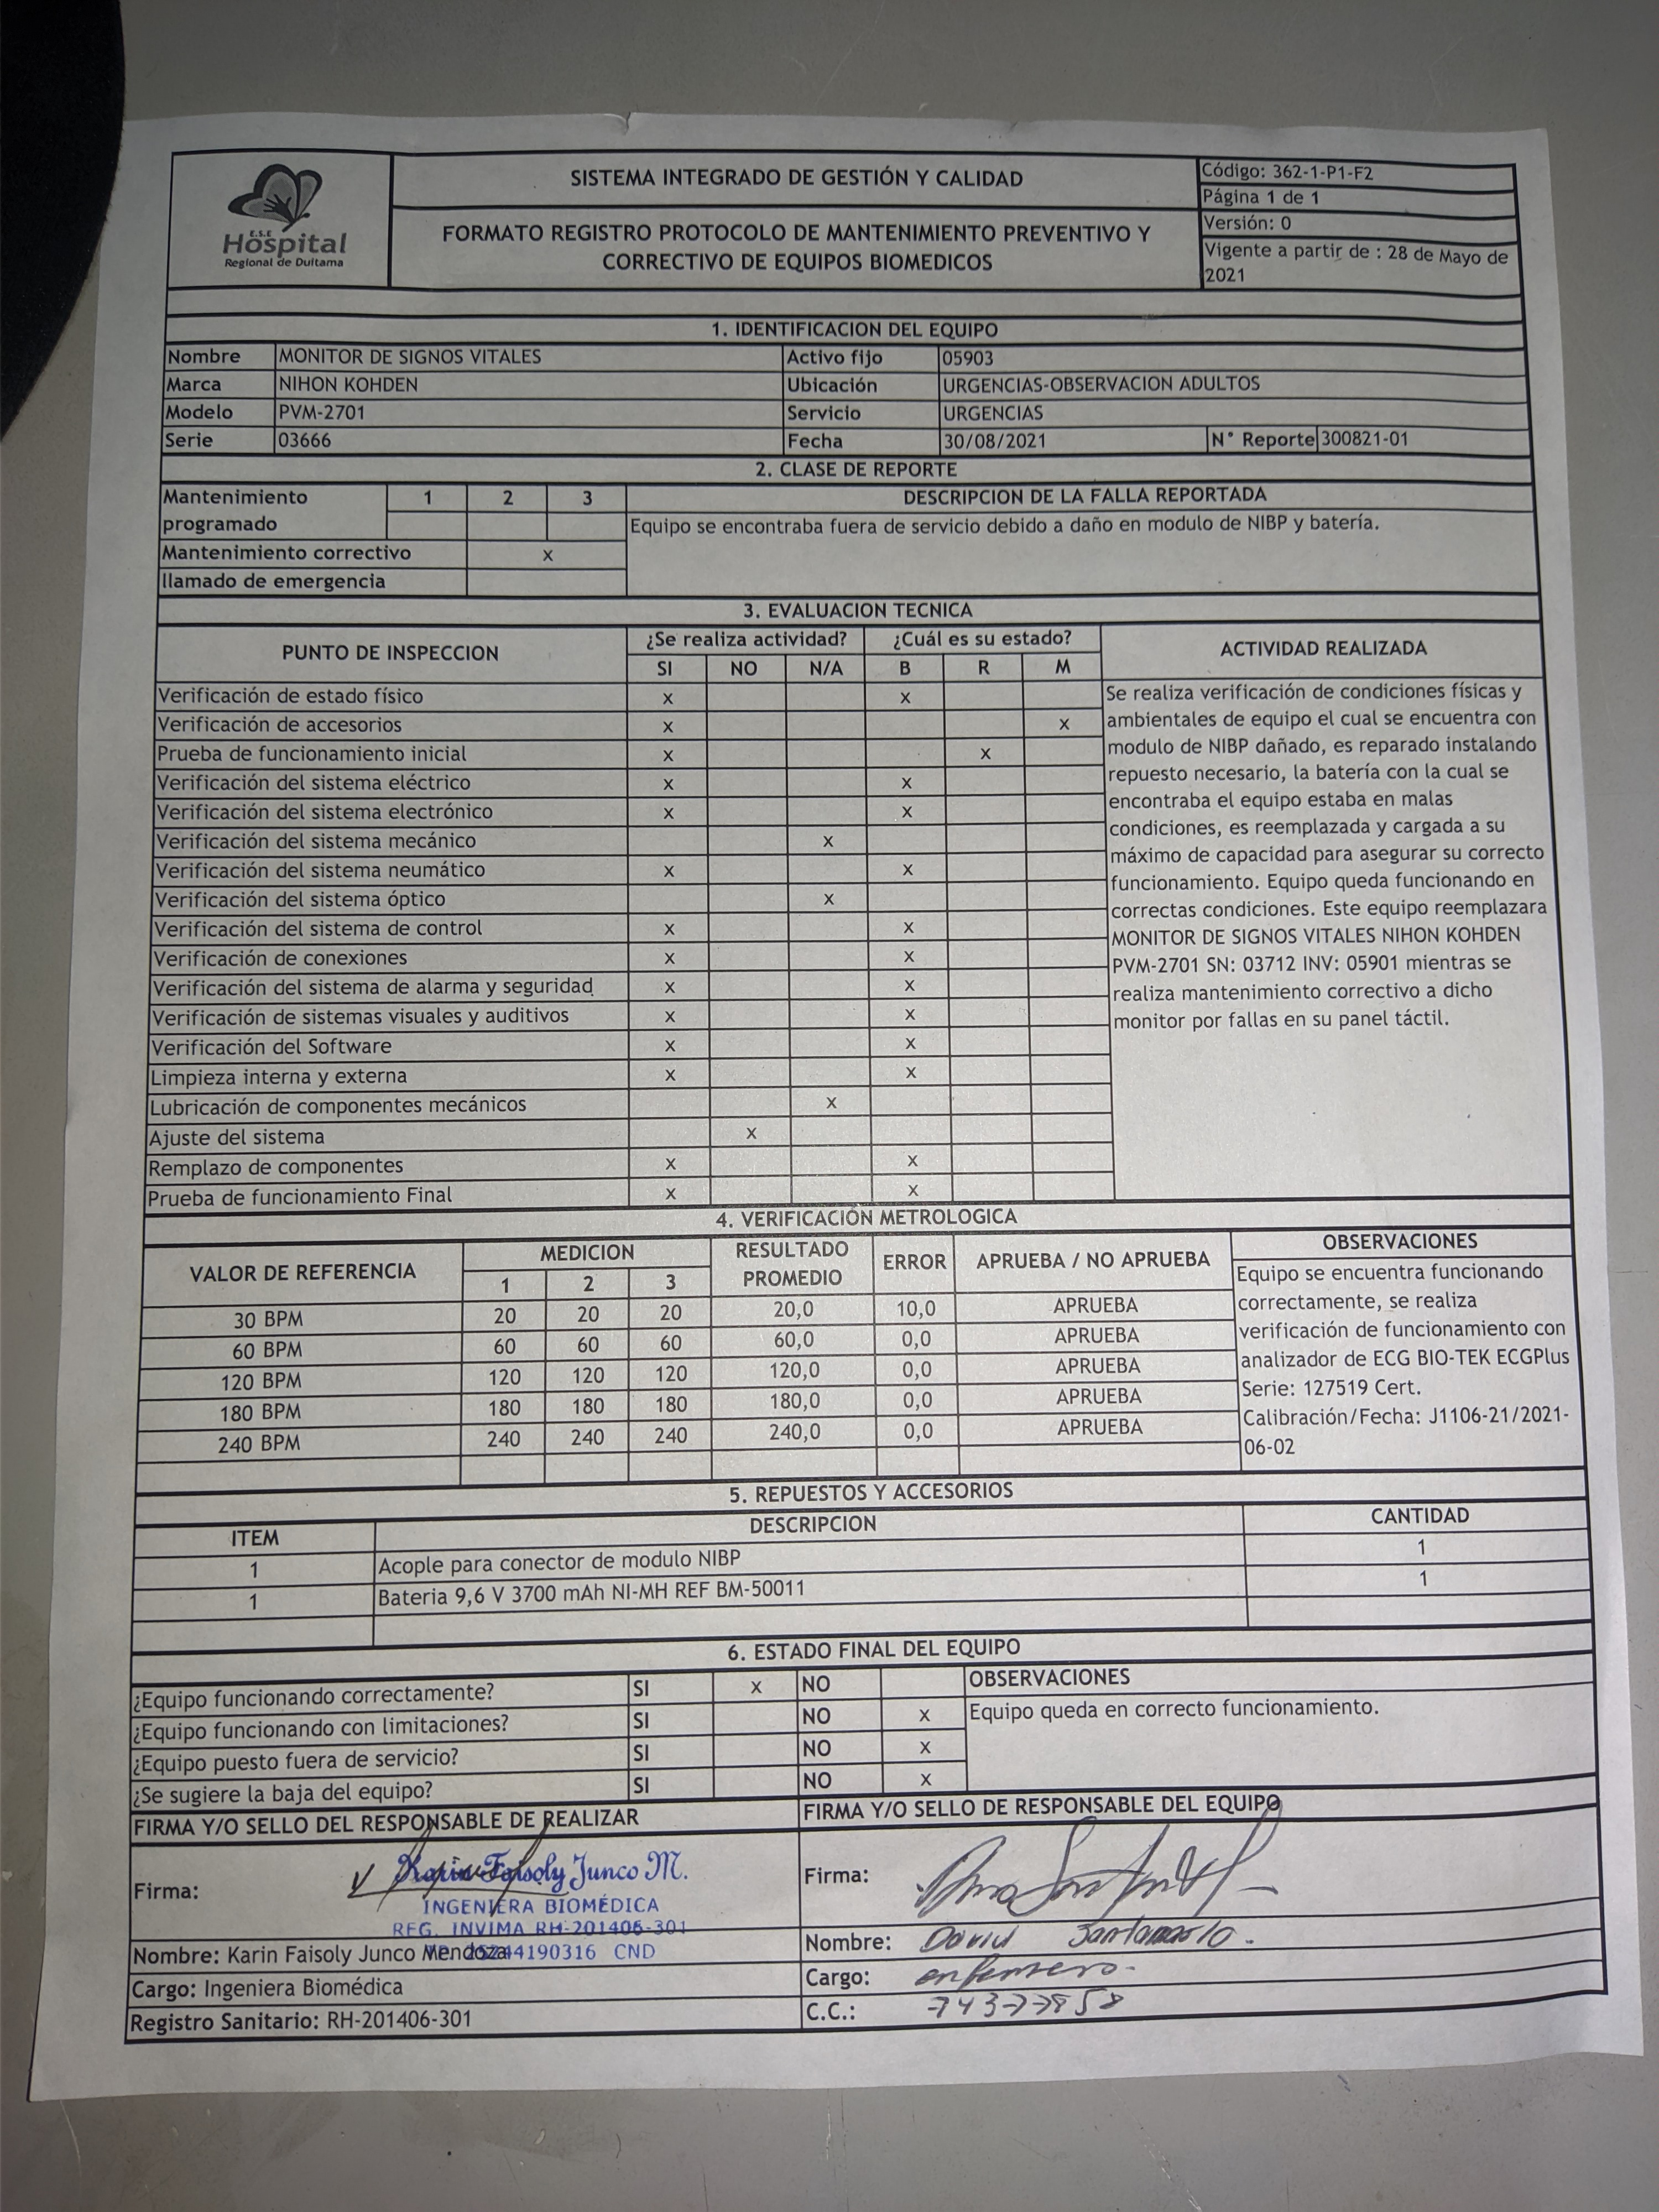 E.S.E
Hospital
Regional de Duitama
SISTEMA INTEGRADO DE GESTIÓN Y CALIDAD
FORMATO REGISTRO PROTOCOLO DE MANTENIMIENTO PREVENTIVO Y
CORRECTIVO DE EQUIPOS BIOMEDICOS
Código: 362-1-P1-F2
Página 1 de 1
Versión: 0
Vigente a partir de : 28 de Mayo de
2021
1. IDENTIFICACION DEL EQUIPO
Nombre MONITOR DE SIGNOS VITALES Activo fijo 05903
Marca NIHON KOHDEN Ubicación URGENCIAS-OBSERVACION ADULTOS
Modelo PVM-2701 Servicio URGENCIAS
Serie 03666 Fecha 30/08/2021 N° Reporte 300821-01
2. CLASE DE REPORTE
Mantenimiento
programado
1 2 3
Mantenimiento correctivo x
llamado de emergencia
DESCRIPCION DE LA FALLA REPORTADA
Equipo se encontraba fuera de servicio debido a daño en modulo de NIBP y batería.
3. EVALUACION TECNICA
PUNTO DE INSPECCION ¿Se realiza actividad? ¿Cuál es su estado?
SI NO N/A B R M
Verificación de estado físico x x
Verificación de accesorios x x
Prueba de funcionamiento inicial x x
Verificación del sistema eléctrico x x
Verificación del sistema electrónico x x
Verificación del sistema mecánico x
Verificación del sistema neumático x x
Verificación del sistema óptico x
Verificación del sistema de control x x
Verificación de conexiones x x
Verificación del sistema de alarma y seguridad x x
Verificación de sistemas visuales y auditivos x x
Verificación del Software x x
Limpieza interna y externa x x
Lubricación de componentes mecánicos x
Ajuste del sistema x
Remplazo de componentes x x
Prueba de funcionamiento Final x x
ACTIVIDAD REALIZADA
Se realiza verificación de condiciones físicas y
ambientales de equipo el cual se encuentra con
modulo de NIBP dañado, es reparado instalando
repuesto necesario, la batería con la cual se
encontraba el equipo estaba en malas
condiciones, es reemplazada y cargada a su
máximo de capacidad para asegurar su correcto
funcionamiento. Equipo queda funcionando en
correctas condiciones. Este equipo reemplazara
MONITOR DE SIGNOS VITALES NIHON KOHDEN
PVM-2701 SN: 03712 INV: 05901 mientras se
realiza mantenimiento correctivo a dicho
monitor por fallas en su panel táctil.
4. VERIFICACIÓN METROLOGICA
VALOR DE REFERENCIA MEDICION RESULTADO PROMEDIO ERROR APRUEBA / NO APRUEBA
1 2 3
30 BPM 20 20 20 20,0 10,0 APRUEBA
60 BPM 60 60 60 60,0 0,0 APRUEBA
120 BPM 120 120 120 120,0 0,0 APRUEBA
180 BPM 180 180 180 180,0 0,0 APRUEBA
240 BPM 240 240 240 240,0 0,0 APRUEBA
OBSERVACIONES
Equipo se encuentra funcionando
correctamente, se realiza
verificación de funcionamiento con
analizador de ECG BIO-TEK ECGPlus
Serie: 127519 Cert.
Calibración/Fecha: J1106-21/2021-
06-02
5. REPUESTOS Y ACCESORIOS
ITEM DESCRIPCION CANTIDAD
1 Acople para conector de modulo NIBP 1
1 Bateria 9,6 V 3700 mAh NI-MH REF BM-50011 1
6. ESTADO FINAL DEL EQUIPO
¿Equipo funcionando correctamente? SI x NO
¿Equipo funcionando con limitaciones? SI NO x
¿Equipo puesto fuera de servicio? SI NO x
¿Se sugiere la baja del equipo? SI NO x
OBSERVACIONES
Equipo queda en correcto funcionamiento.
FIRMA Y/O SELLO DEL RESPONSABLE DE REALIZAR
Firma:
Karin Faisoly Junco M.
INGENIERA BIOMÉDICA
REG. INVIMA RH-201406-301
44190316 CND
Nombre: Karin Faisoly Junco Mendoza
Cargo: Ingeniera Biomédica
Registro Sanitario: RH-201406-301
FIRMA Y/O SELLO DE RESPONSABLE DEL EQUIPO
Firma:
Nombre: David Santamaria.
Cargo: enfermero.
C.C.: 74377858